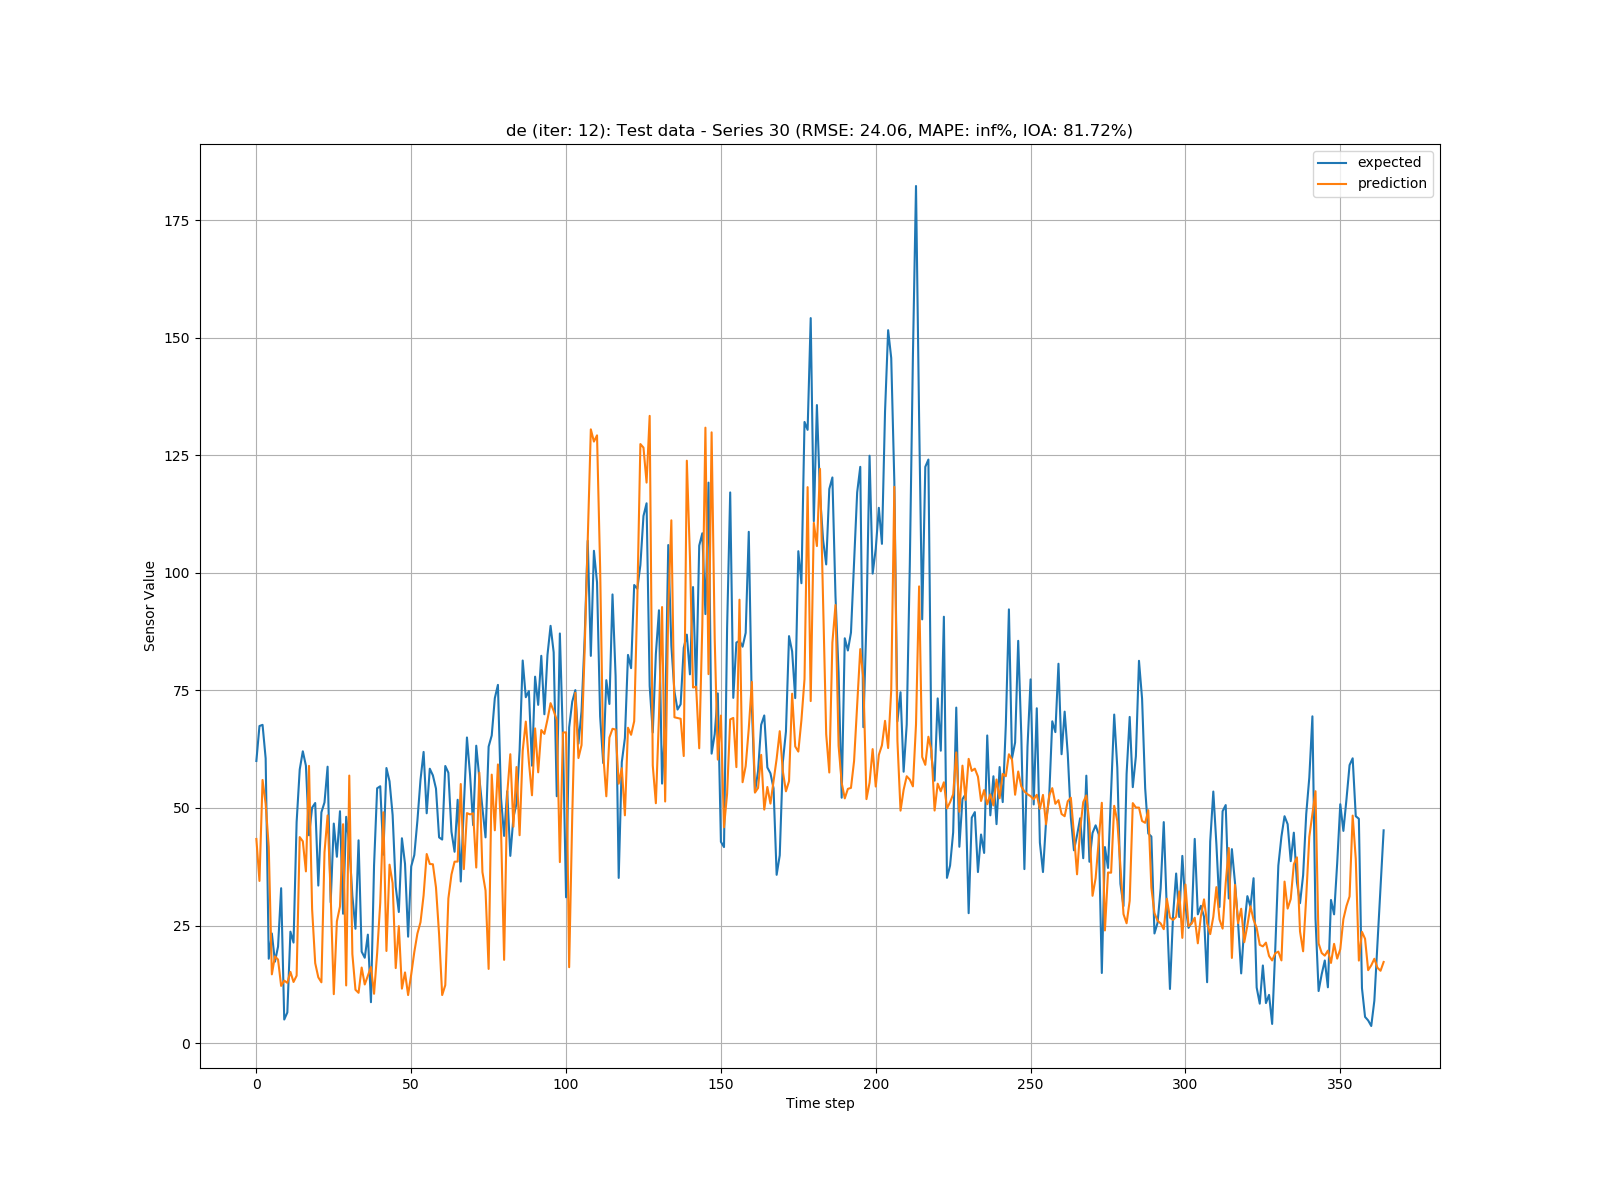 de (iter: 12): Test data - Series 30 (RMSE: 24.06, MAPE: inf%, IOA: 81.72%)
expected
prediction
175
150
125
100
75
50
25
0
Sensor Value
0 50 100 150 200 250 300 350
Time step